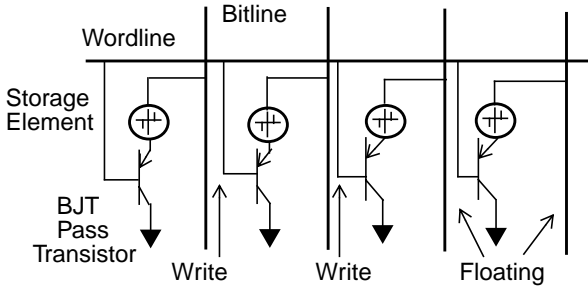 Bitline
Wordline
Storage
Element
BJT
Pass
Transistor
Write
Write
Floating